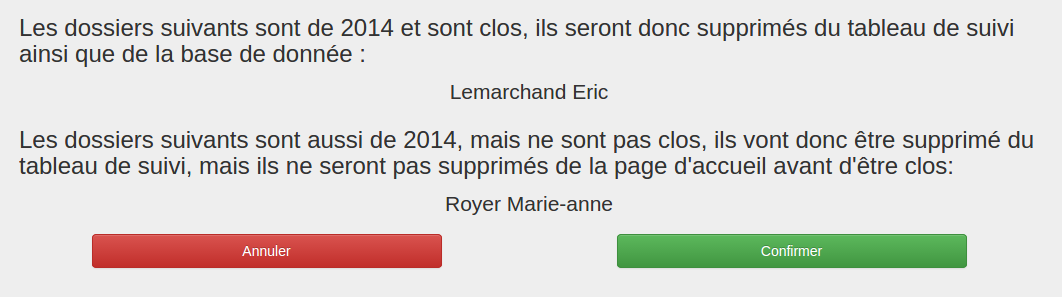 Les dossiers suivants sont de 2014 et sont clos, ils seront donc supprimés du tableau de suivi
ainsi que de la base de donnée :
Lemarchand Eric
Les dossiers suivants sont aussi de 2014, mais ne sont pas clos, ils vont donc être supprimé du
tableau de suivi, mais ils ne seront pas supprimés de la page d'accueil avant d'être clos:
Royer Marie-anne
Annuler
Confirmer